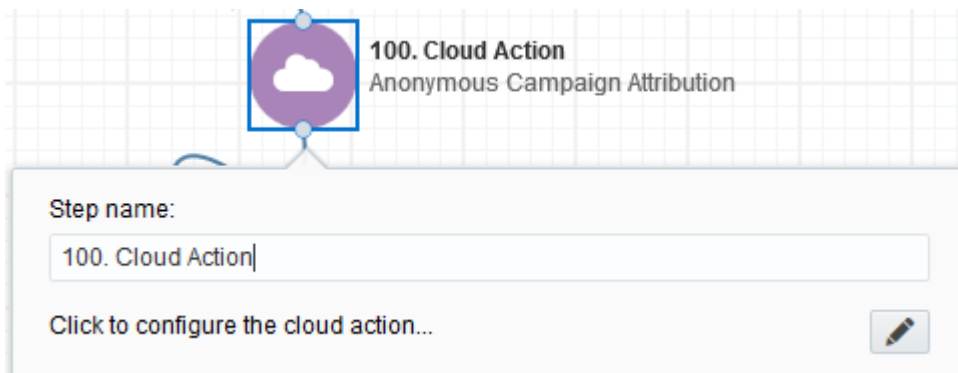 100. Cloud Action
Anonymous Campaign Attribution
Step name:
100. Cloud Action
Click to configure the cloud action...